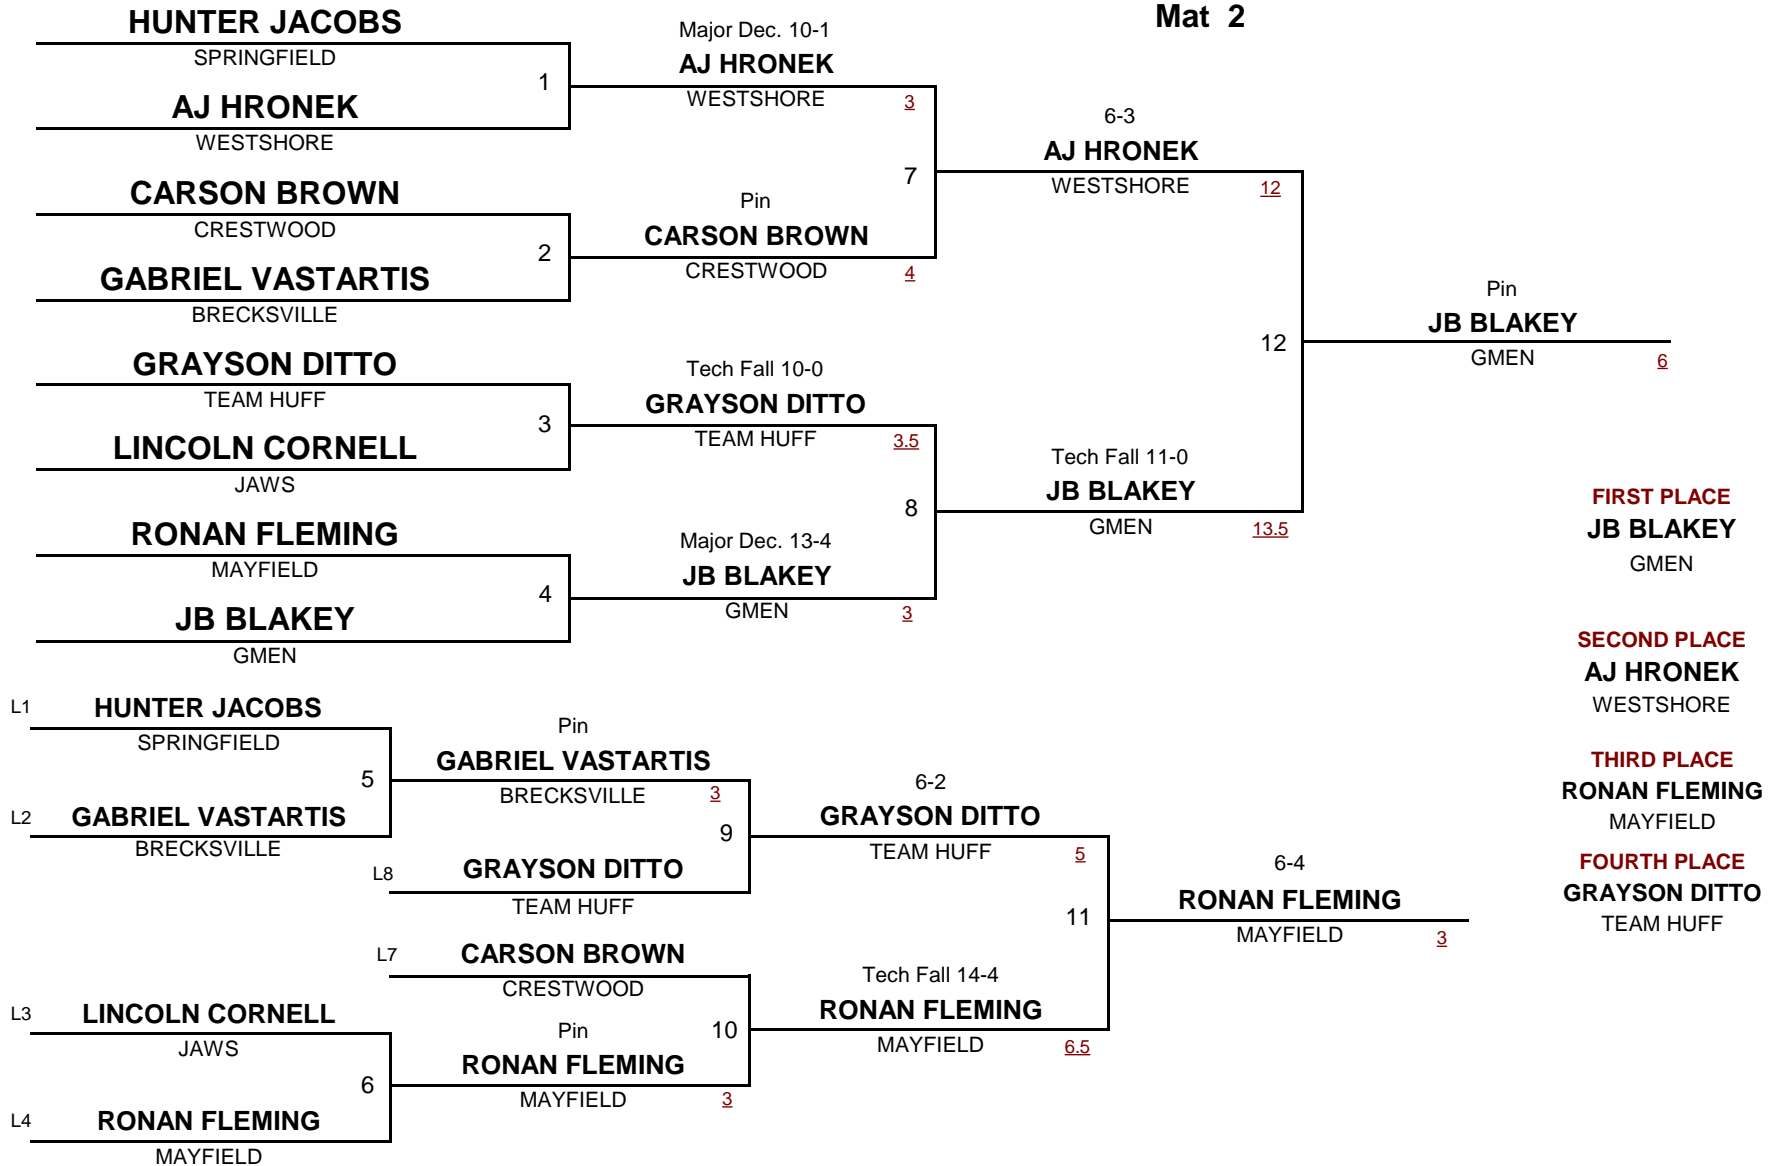 Mat 2
HUNTER JACOBS
SPRINGFIELD
1
AJ HRONEK
WESTSHORE
CARSON BROWN
CRESTWOOD
2
GABRIEL VASTARTIS
BRECKSVILLE
GRAYSON DITTO
TEAM HUFF
3
LINCOLN CORNELL
JAWS
RONAN FLEMING
MAYFIELD
4
JB BLAKEY
GMEN
Major Dec. 10-1
AJ HRONEK
WESTSHORE 3
7
Pin
CARSON BROWN
CRESTWOOD 4
Tech Fall 10-0
GRAYSON DITTO
TEAM HUFF 3.5
8
Major Dec. 13-4
JB BLAKEY
GMEN 3
6-3
AJ HRONEK
WESTSHORE 12
12
Tech Fall 11-0
JB BLAKEY
GMEN 13.5
Pin
JB BLAKEY
GMEN 6
L1 HUNTER JACOBS
SPRINGFIELD
5
L2 GABRIEL VASTARTIS
BRECKSVILLE
L3 LINCOLN CORNELL
JAWS
6
L4 RONAN FLEMING
MAYFIELD
Pin
GABRIEL VASTARTIS
BRECKSVILLE 3
9
L8 GRAYSON DITTO
TEAM HUFF
L7 CARSON BROWN
CRESTWOOD
10
Pin
RONAN FLEMING
MAYFIELD 3
6-2
GRAYSON DITTO
TEAM HUFF 5
11
Tech Fall 14-4
RONAN FLEMING
MAYFIELD 6.5
6-4
RONAN FLEMING
MAYFIELD 3
FIRST PLACE
JB BLAKEY
GMEN
SECOND PLACE
AJ HRONEK
WESTSHORE
THIRD PLACE
RONAN FLEMING
MAYFIELD
FOURTH PLACE
GRAYSON DITTO
TEAM HUFF